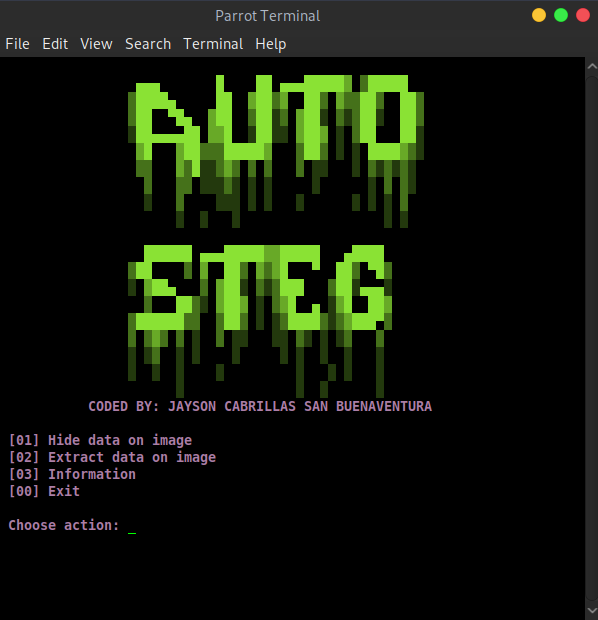 Parrot Terminal
File Edit View Search Terminal Help
AUTO
STEG
CODED BY: JAYSON CABRILLAS SAN BUENAVENTURA
[01] Hide data on image
[02] Extract data on image
[03] Information
[00] Exit
Choose action: _